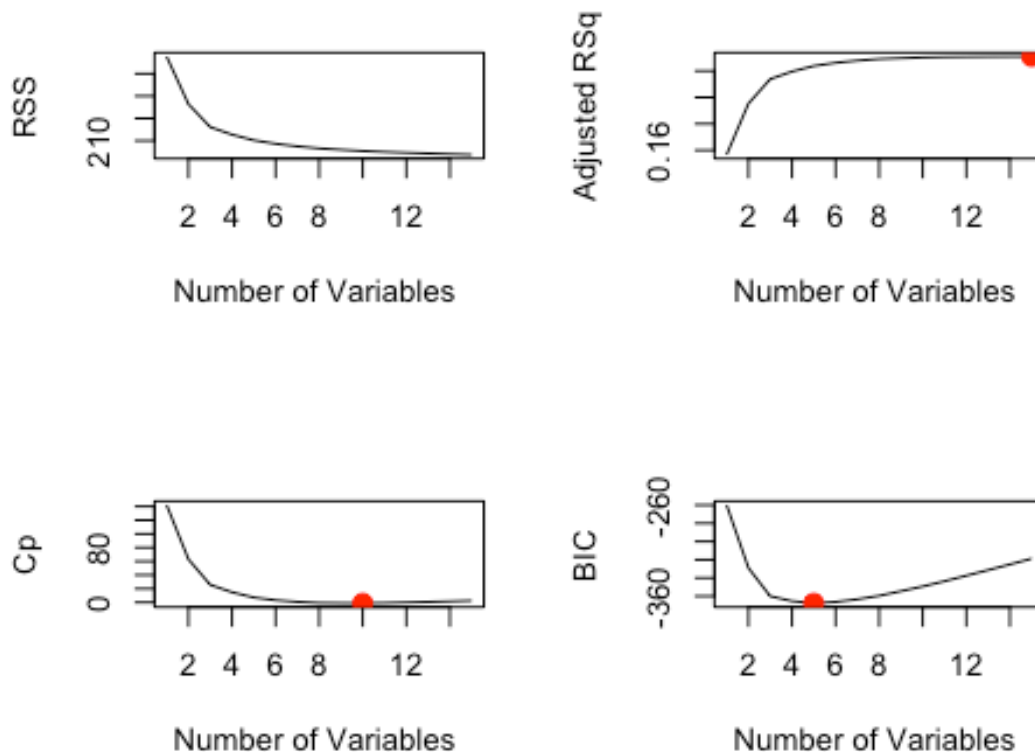 RSS
210
2 4 6 8 12
Number of Variables
Adjusted RSq
0.16
2 4 6 8 12
Number of Variables
Cp
80
0
2 4 6 8 12
Number of Variables
BIC
-260
-360
2 4 6 8 12
Number of Variables